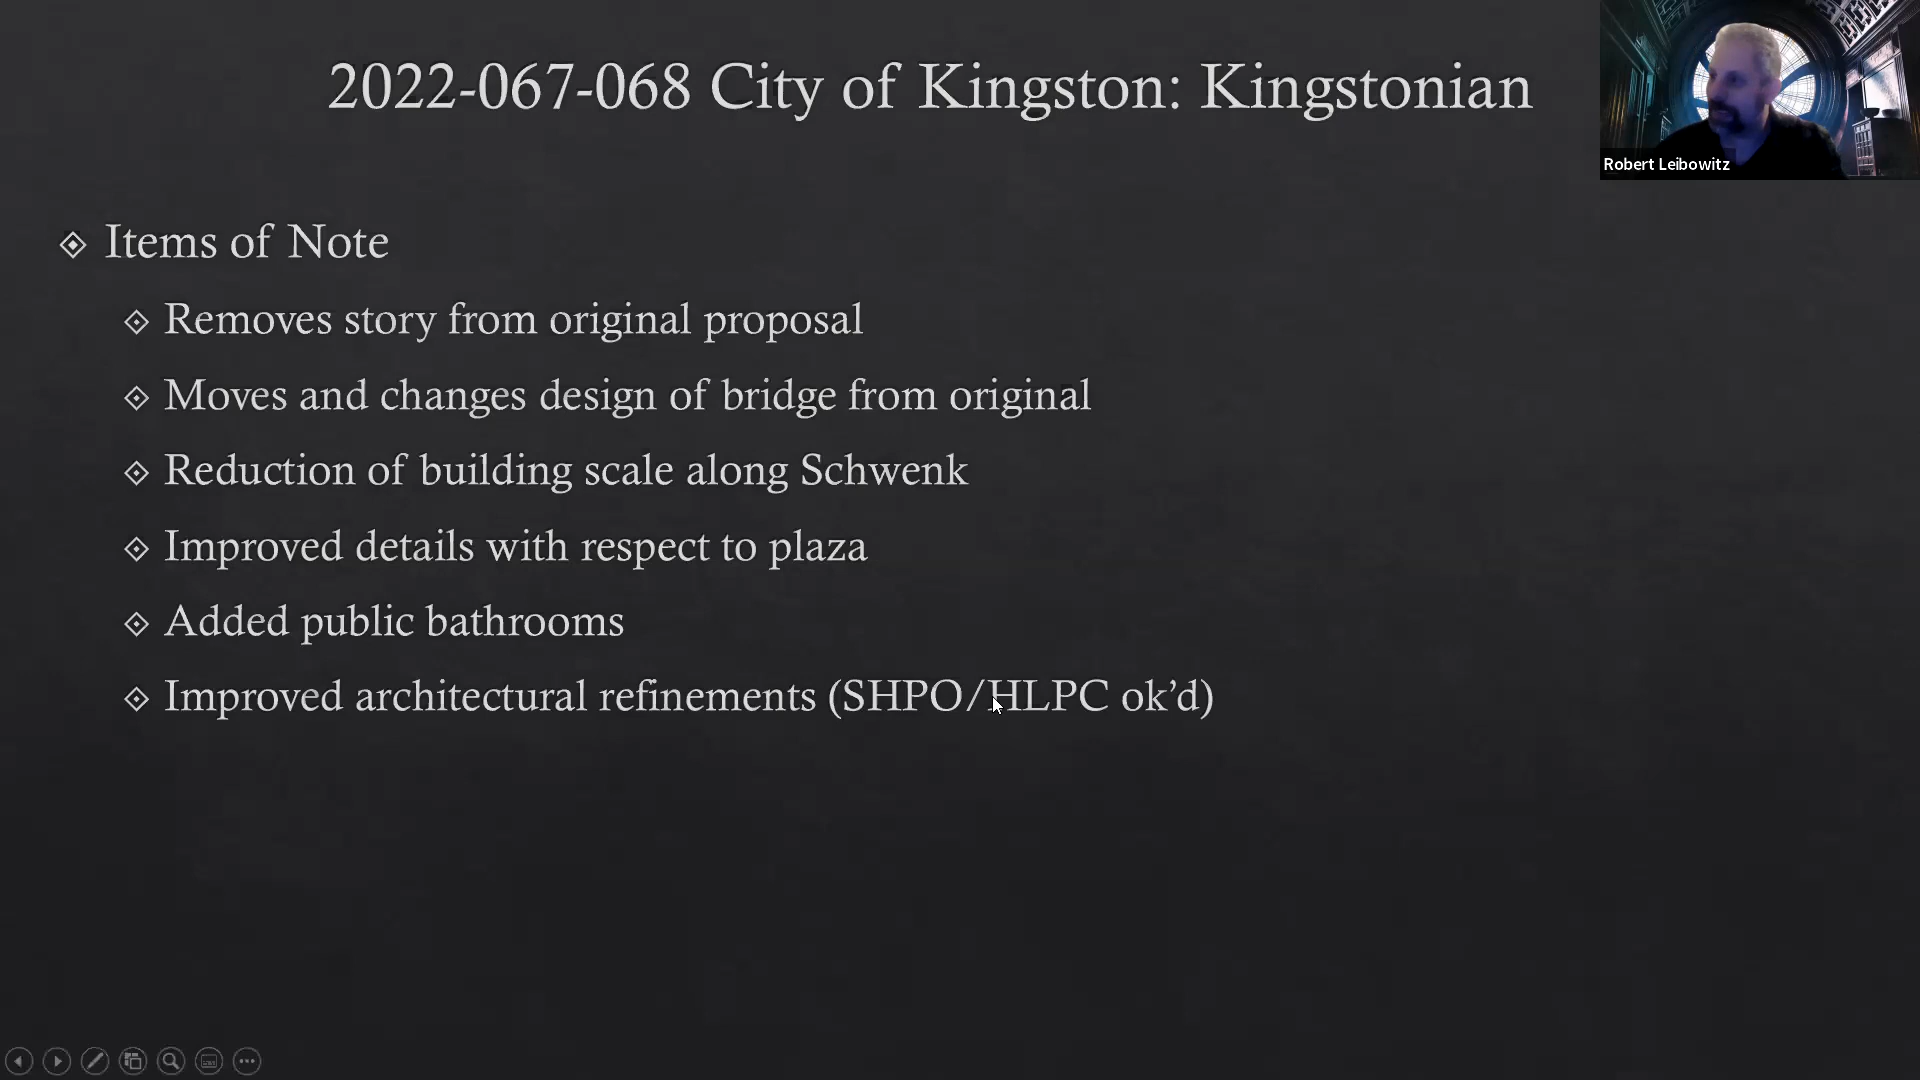 2022-067-068 City of Kingston: Kingstonian
Robert Leibowitz
Items of Note
Removes story from original proposal
Moves and changes design of bridge from original
Reduction of building scale along Schwenk
Improved details with respect to plaza
Added public bathrooms
Improved architectural refinements (SHPO/HLPC ok’d)